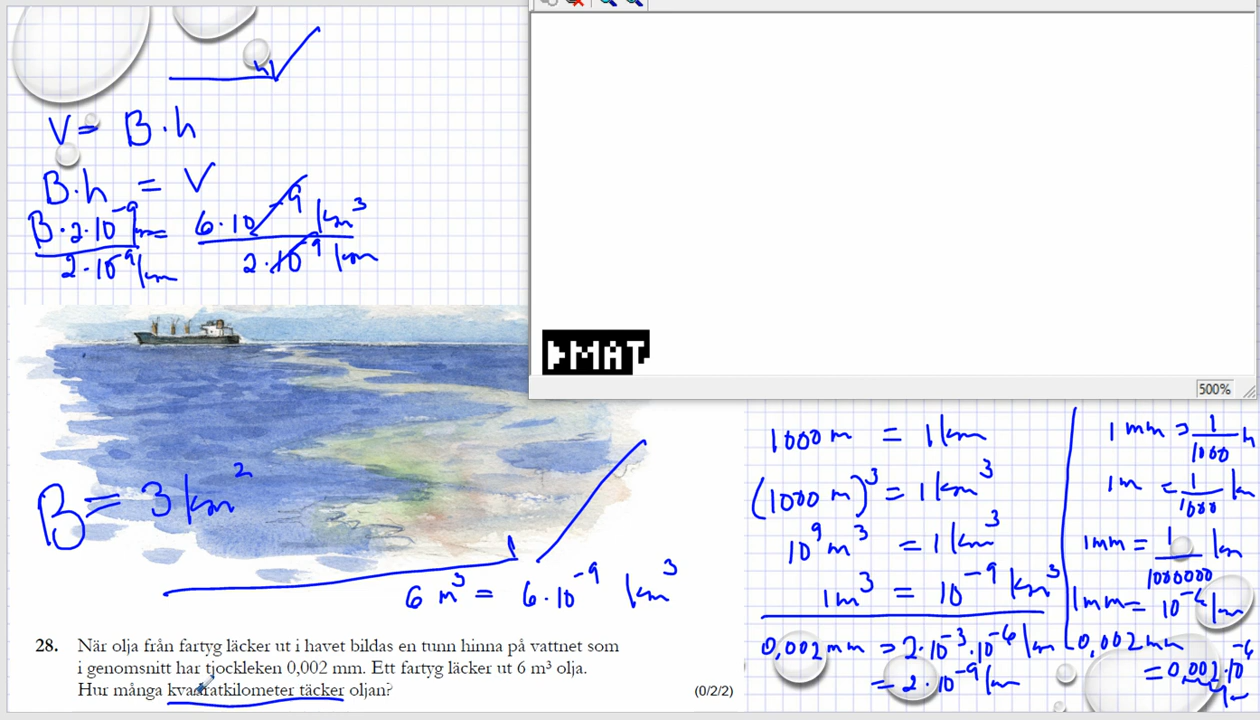 V = B·h
B·h = V
B·2·10⁻⁹ km = 6·10⁻⁹ km³
2·10⁻⁹ km 2·10⁻⁹ km
▶MAT
500%
B = 3 km²
6 m³ = 6·10⁻⁹ km³
28. När olja från fartyg läcker ut i havet bildas en tunn hinna på vattnet som
i genomsnitt har tjockleken 0,002 mm. Ett fartyg läcker ut 6 m³ olja.
Hur många kvadratkilometer täcker oljan? (0/2/2)
1000 m = 1 km
(1000 m)³ = 1 km³
10⁹ m³ = 1 km³
1 m³ = 10⁻⁹ km³
0,002 mm = 2·10⁻³·10⁻⁶ km
= 2·10⁻⁹ km
1 mm = 1/1000 m
1 m = 1/1000 km
1 mm = 1/1000000 km
1 mm = 10⁻⁶ km
0,002 mm
= 0,002·10⁻⁶
km